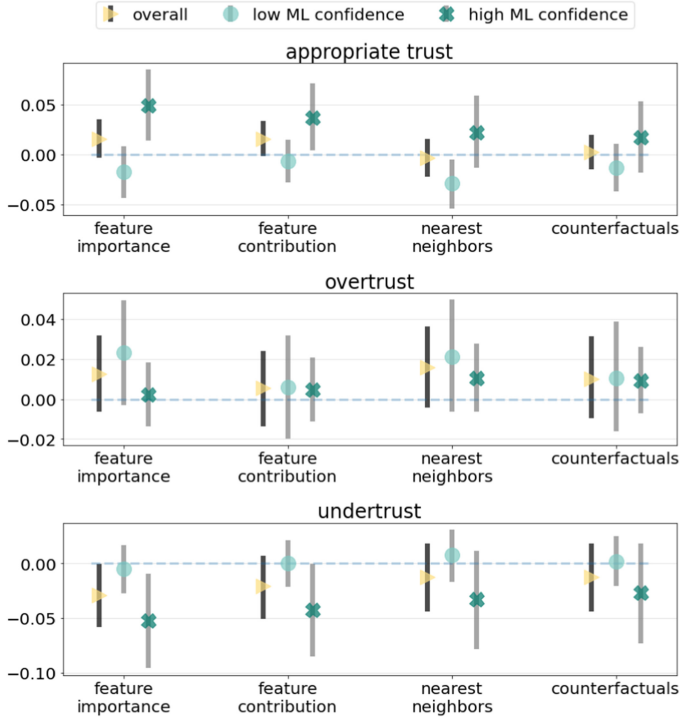 overall low ML confidence high ML confidence
appropriate trust
0.05
0.00
−0.05
feature importance
feature contribution
nearest neighbors
counterfactuals
overtrust
0.04
0.02
0.00
−0.02
feature importance
feature contribution
nearest neighbors
counterfactuals
undertrust
0.00
−0.05
−0.10
feature importance
feature contribution
nearest neighbors
counterfactuals